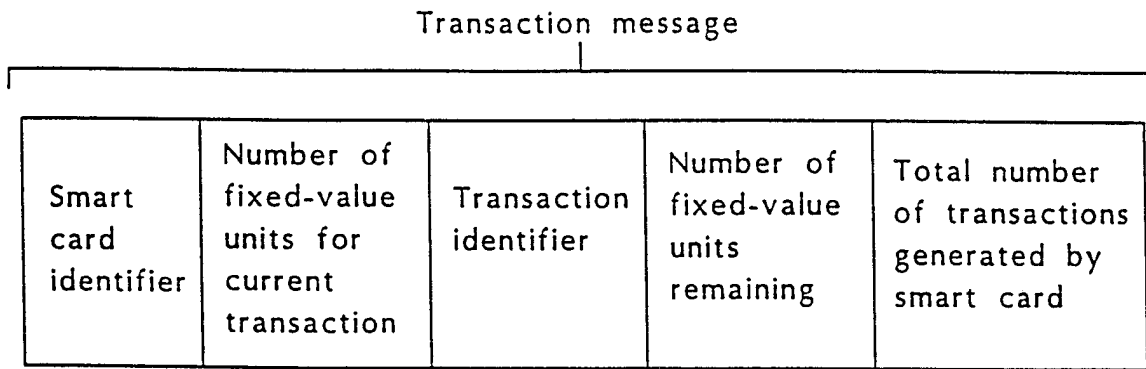 Transaction message
Smart
card
identifier
Number of
fixed-value
units for
current
transaction
Transaction
identifier
Number of
fixed-value
units
remaining
Total number
of transactions
generated by
smart card